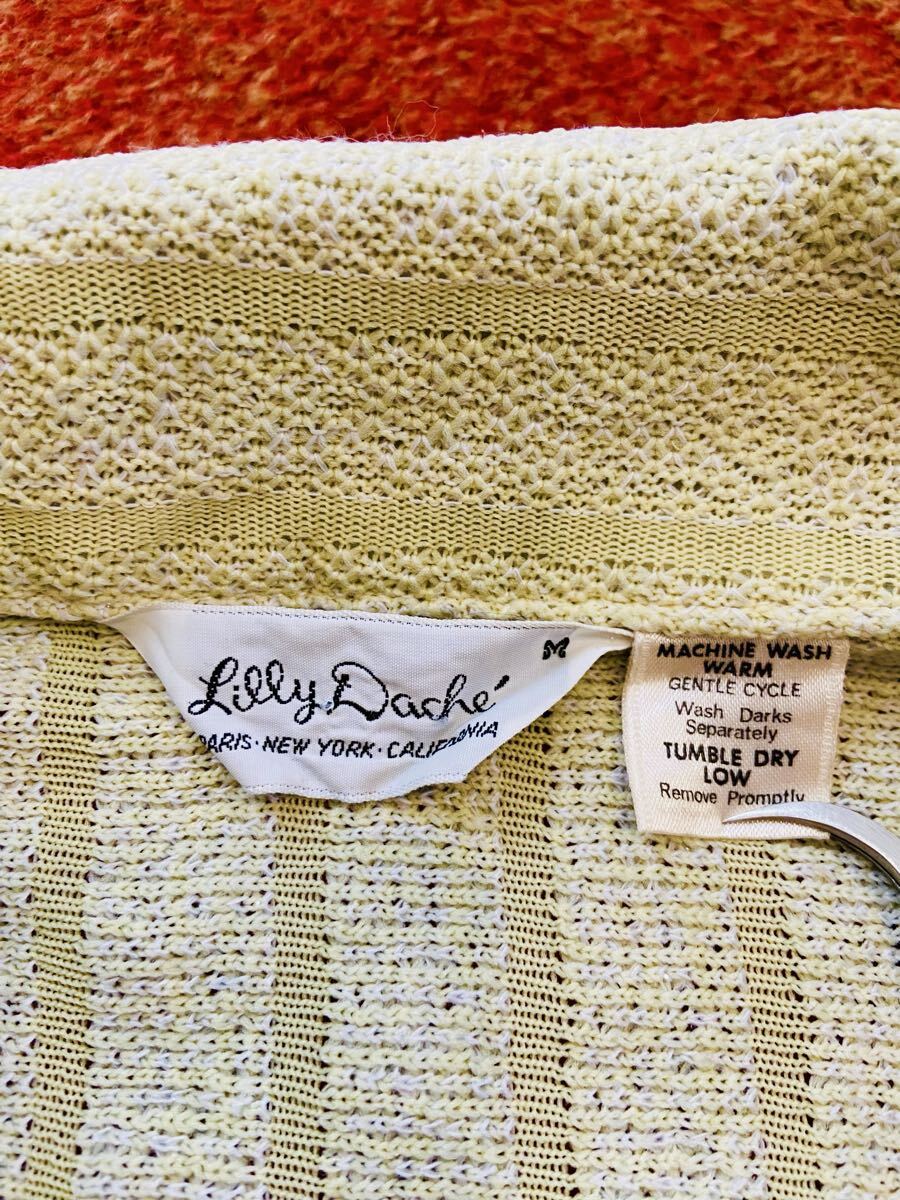 M
Lilly Daché
PARIS · NEW YORK · CALIFORNIA
MACHINE WASH
WARM
GENTLE CYCLE
Wash Darks
Separately
TUMBLE DRY
LOW
Remove Promptly